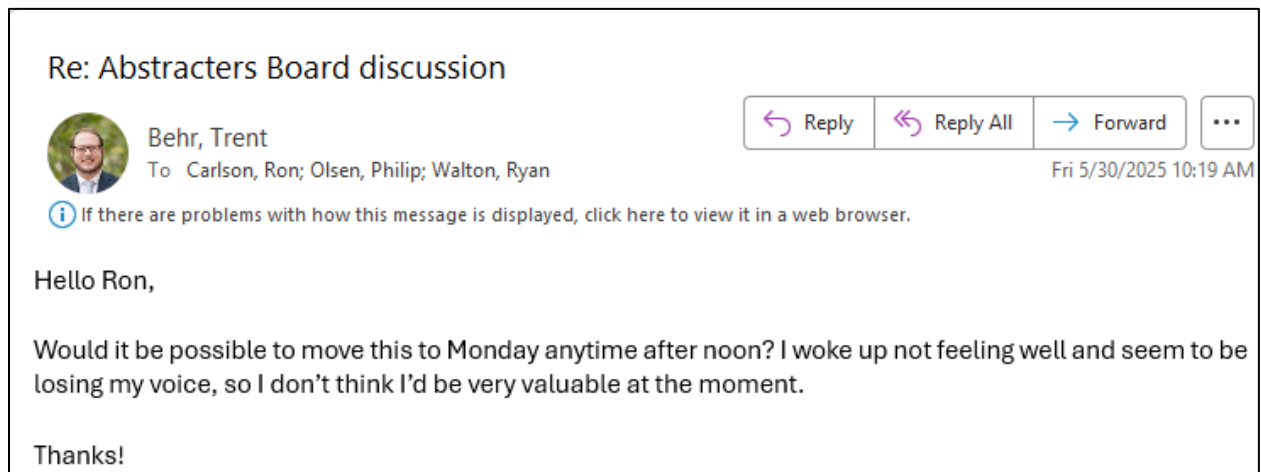 Re: Abstracters Board discussion
Behr, Trent
Reply
Reply All
Forward
...
To Carlson, Ron; Olsen, Philip; Walton, Ryan
Fri 5/30/2025 10:19 AM
If there are problems with how this message is displayed, click here to view it in a web browser.
Hello Ron,
Would it be possible to move this to Monday anytime after noon? I woke up not feeling well and seem to be
losing my voice, so I don’t think I’d be very valuable at the moment.
Thanks!